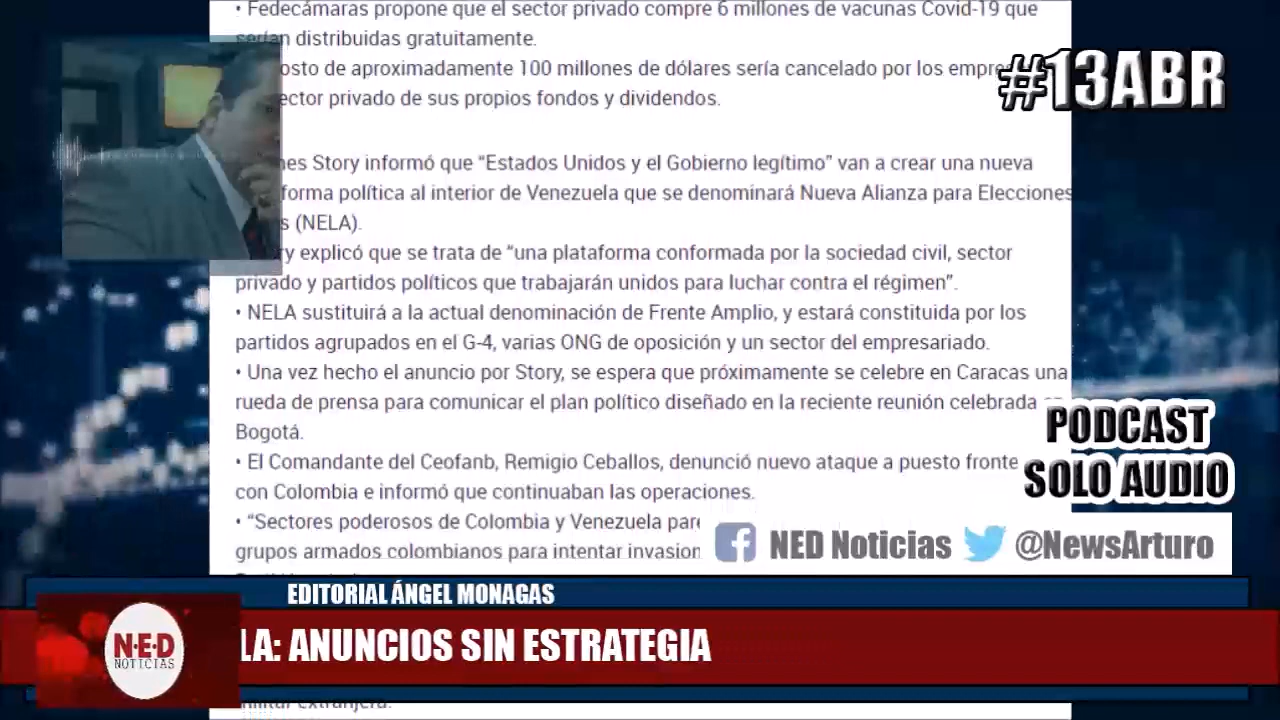 • Fedecámaras propone que el sector privado compre 6 millones de vacunas Covid-19 que
serían distribuidas gratuitamente.
osto de aproximadamente 100 millones de dólares sería cancelado por los empre
ector privado de sus propios fondos y dividendos.
#13ABR
nes Story informó que “Estados Unidos y el Gobierno legítimo” van a crear una nueva
forma política al interior de Venezuela que se denominará Nueva Alianza para Elecciones
s (NELA).
ry explicó que se trata de “una plataforma conformada por la sociedad civil, sector
privado y partidos políticos que trabajarán unidos para luchar contra el régimen”.
• NELA sustituirá a la actual denominación de Frente Amplio, y estará constituida por los
partidos agrupados en el G-4, varias ONG de oposición y un sector del empresariado.
• Una vez hecho el anuncio por Story, se espera que próximamente se celebre en Caracas una
rueda de prensa para comunicar el plan político diseñado en la reciente reunión celebrada
Bogotá.
• El Comandante del Ceofanb, Remigio Ceballos, denunció nuevo ataque a puesto fronte
con Colombia e informó que continuaban las operaciones.
• “Sectores poderosos de Colombia y Venezuela pare
grupos armados colombianos para intentar invasion
PODCAST
SOLO AUDIO
NED Noticias @NewsArturo
EDITORIAL ÁNGEL MONAGAS
N·E·D
NOTICIAS
LA: ANUNCIOS SIN ESTRATEGIA
militar extranjera.